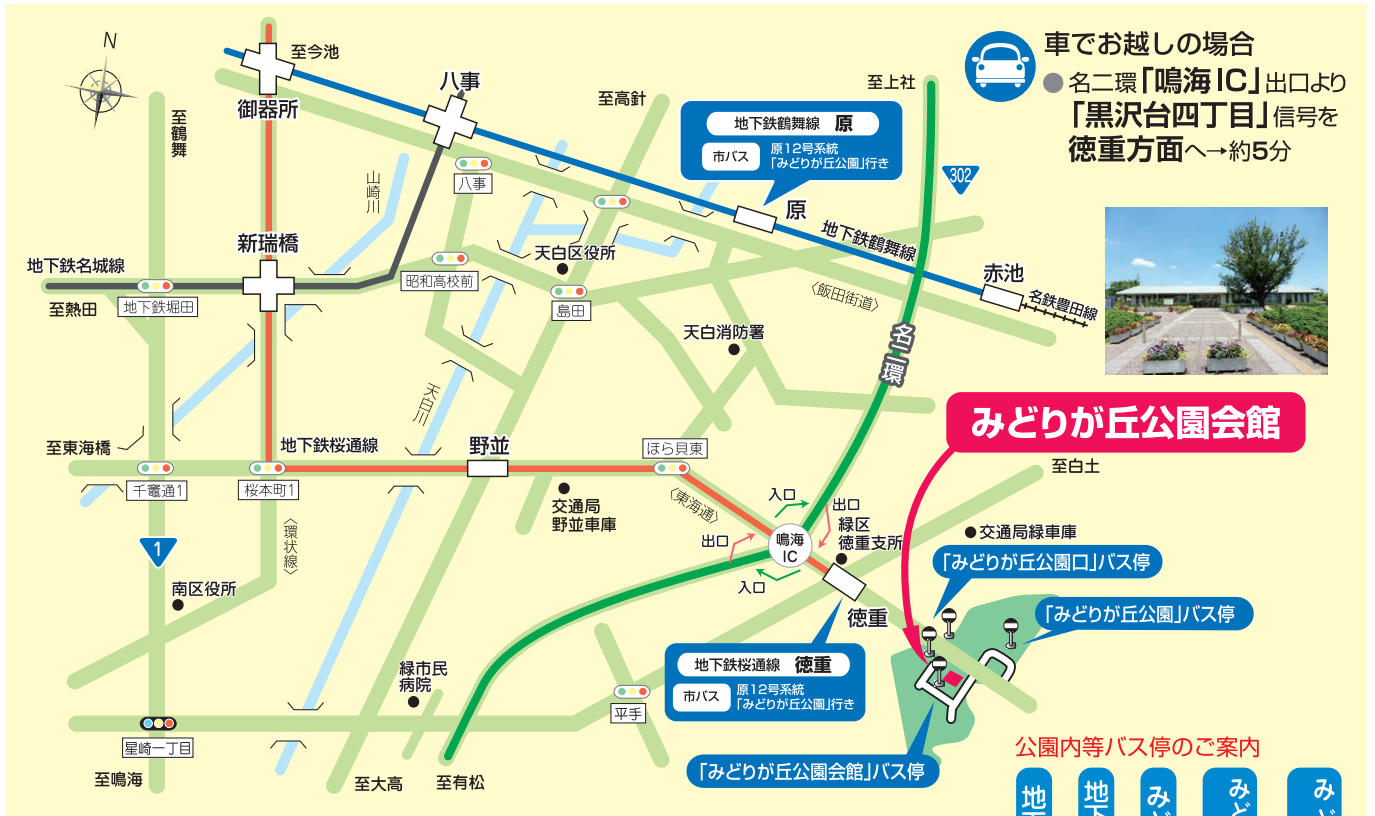 N
至今池
御器所
八事
至高針
至上社
至鶴舞
山崎川
八事
地下鉄鶴舞線 原
市バス
原12号系統
「みどりが丘公園」行き
302
車でお越しの場合
● 名二環「鳴海IC」出口より
「黒沢台四丁目」信号を
徳重方面へ→約5分
原
地下鉄鶴舞線
新瑞橋
地下鉄名城線
至熱田
地下鉄堀田
昭和高校前
天白区役所
島田
〈飯田街道〉
赤池
名鉄豊田線
天白消防署
名二環
天白川
みどりが丘公園会館
至東海橋
地下鉄桜通線
野並
ほら貝東
至白土
千竈通1
桜本町1
〈環状線〉
交通局
野並車庫
〈東海通〉
入口
出口
鳴海
IC
出口
入口
緑区
徳重支所
交通局緑車庫
「みどりが丘公園口」バス停
「みどりが丘公園」バス停
1
南区役所
徳重
地下鉄桜通線 徳重
市バス
原12号系統
「みどりが丘公園」行き
緑市民
病院
平手
星崎一丁目
至鳴海
至大高
至有松
「みどりが丘公園会館」バス停
公園内等バス停のご案内
地
地下
み
みど
み